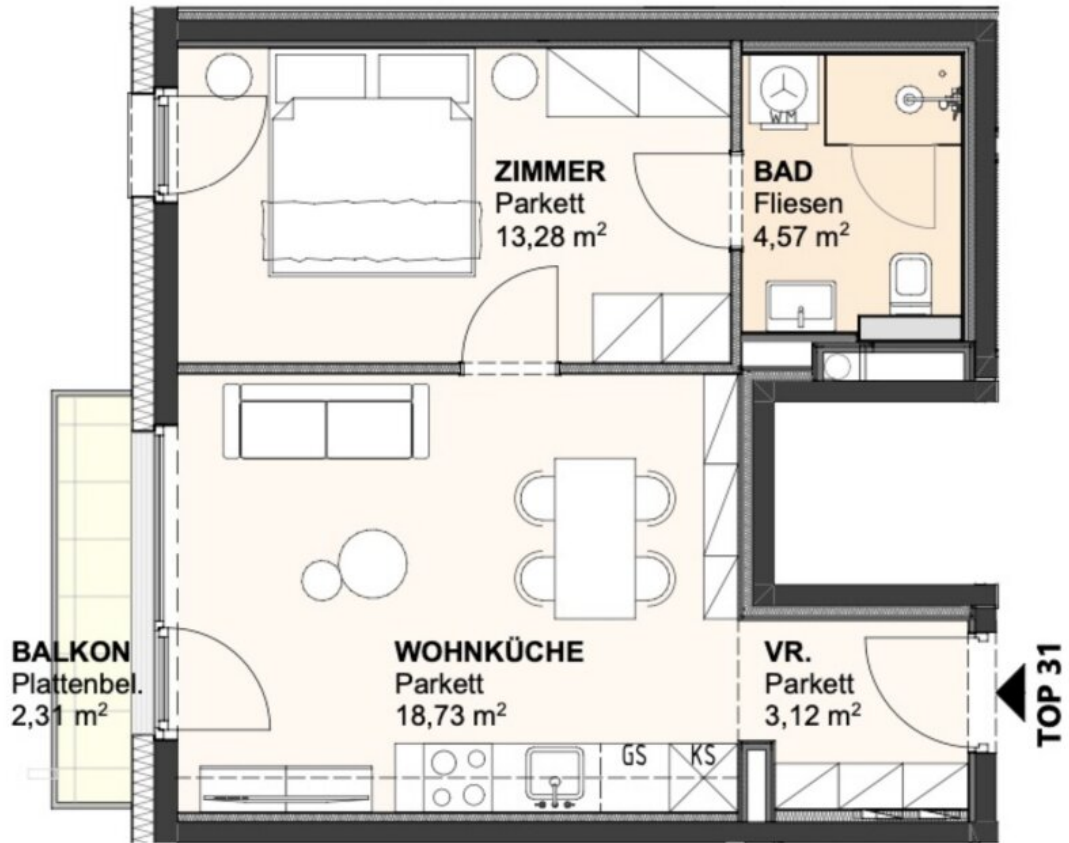 WM
ZIMMER
Parkett
13,28 m²
BAD
Fliesen
4,57 m²
BALKON
Plattenbel.
2,31 m²
WOHNKÜCHE
Parkett
18,73 m²
VR.
Parkett
3,12 m²
TOP 31
GS
KS